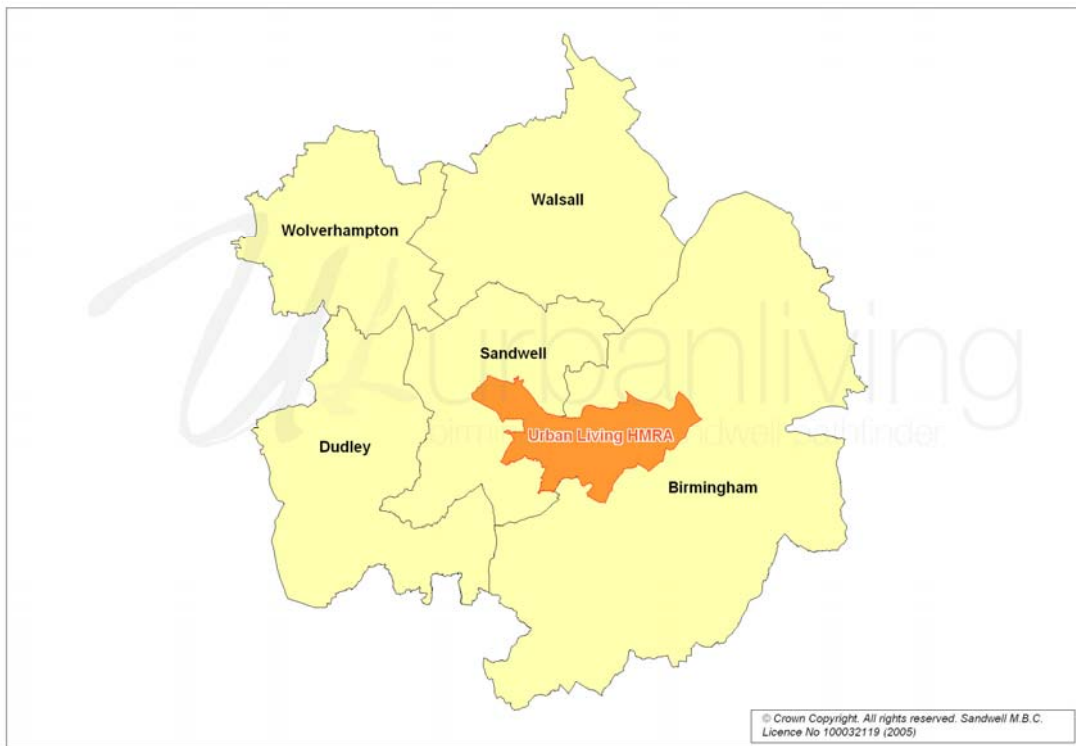 Walsall
Wolverhampton
urbanliving
Sandwell
Urban Living HMRA
Dudley
Birmingham
© Crown Copyright. All rights reserved. Sandwell M.B.C.
Licence No 100032119 (2005)